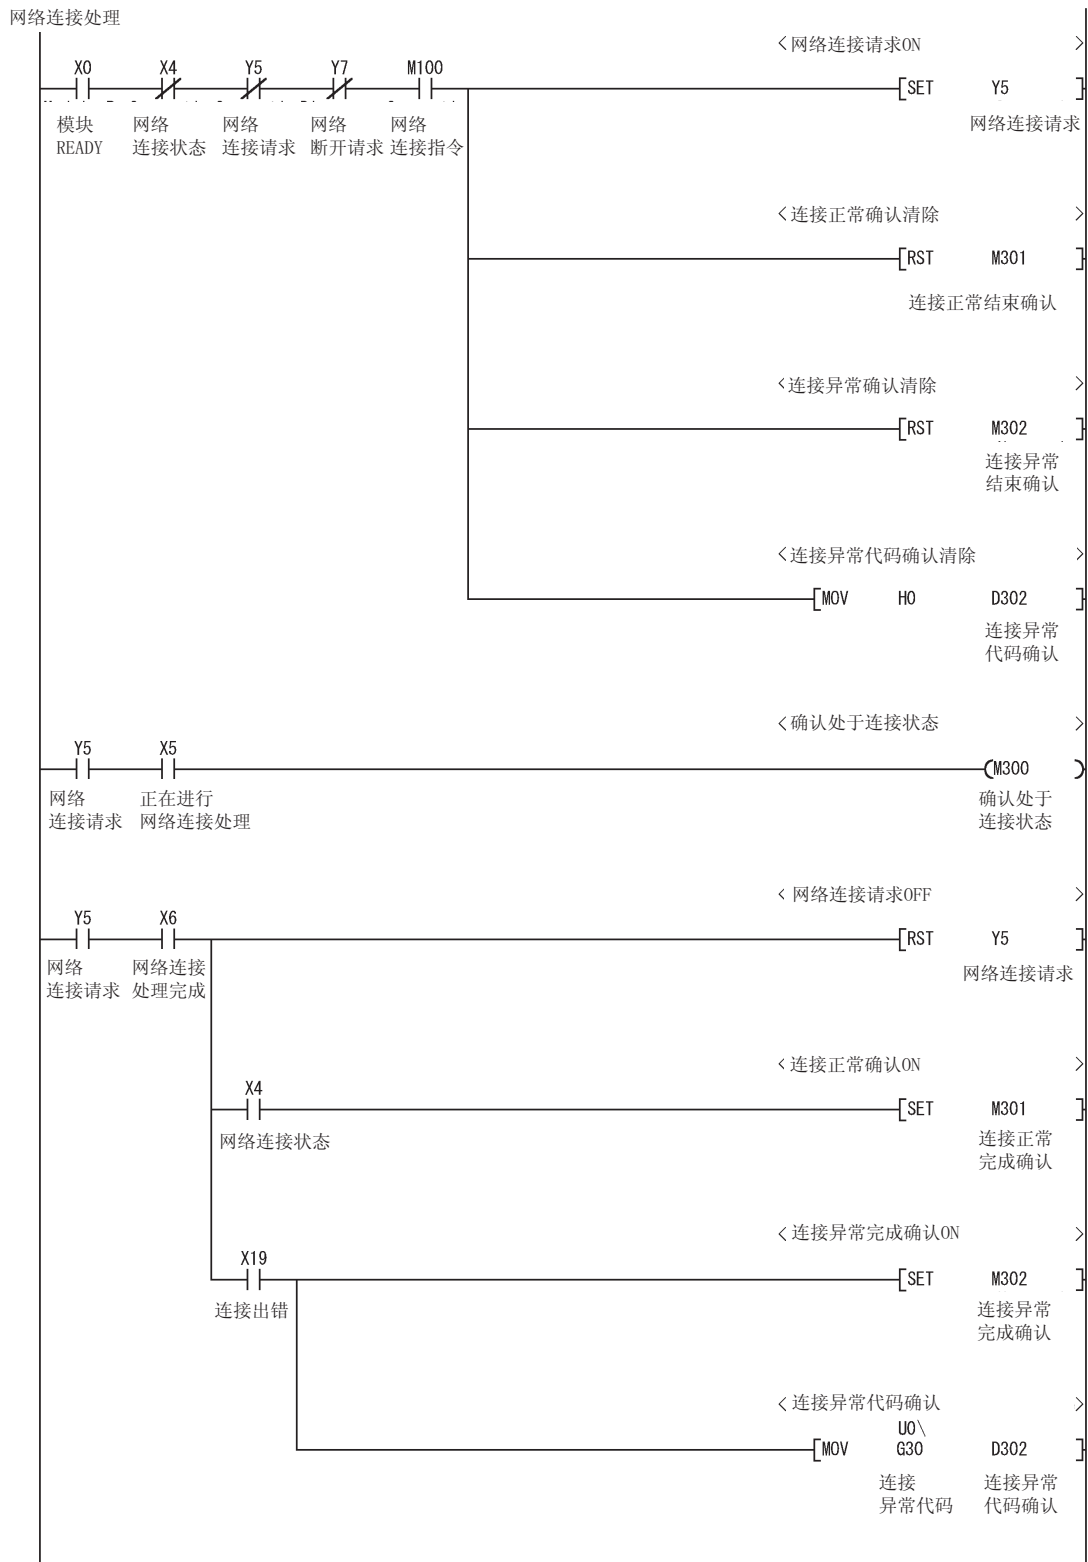 网络连接处理
<网络连接请求ON >
X0 X4 Y5 Y7 M100
SET Y5
模块 网络 网络 网络 网络
READY 连接状态 连接请求 断开请求 连接指令
网络连接请求
<连接正常确认清除 >
RST M301
连接正常结束确认
<连接异常确认清除 >
RST M302
连接异常
结束确认
<连接异常代码确认清除 >
MOV H0 D302
连接异常
代码确认
<确认处于连接状态 >
Y5 X5
M300
网络 正在进行
连接请求 网络连接处理
确认处于
连接状态
<网络连接请求OFF >
Y5 X6
RST Y5
网络 网络连接
连接请求 处理完成
网络连接请求
<连接正常确认ON >
X4
SET M301
网络连接状态
连接正常
完成确认
<连接异常完成确认ON >
X19
SET M302
连接出错
连接异常
完成确认
<连接异常代码确认 >
U0\
MOV G30 D302
连接 连接异常
异常代码 代码确认